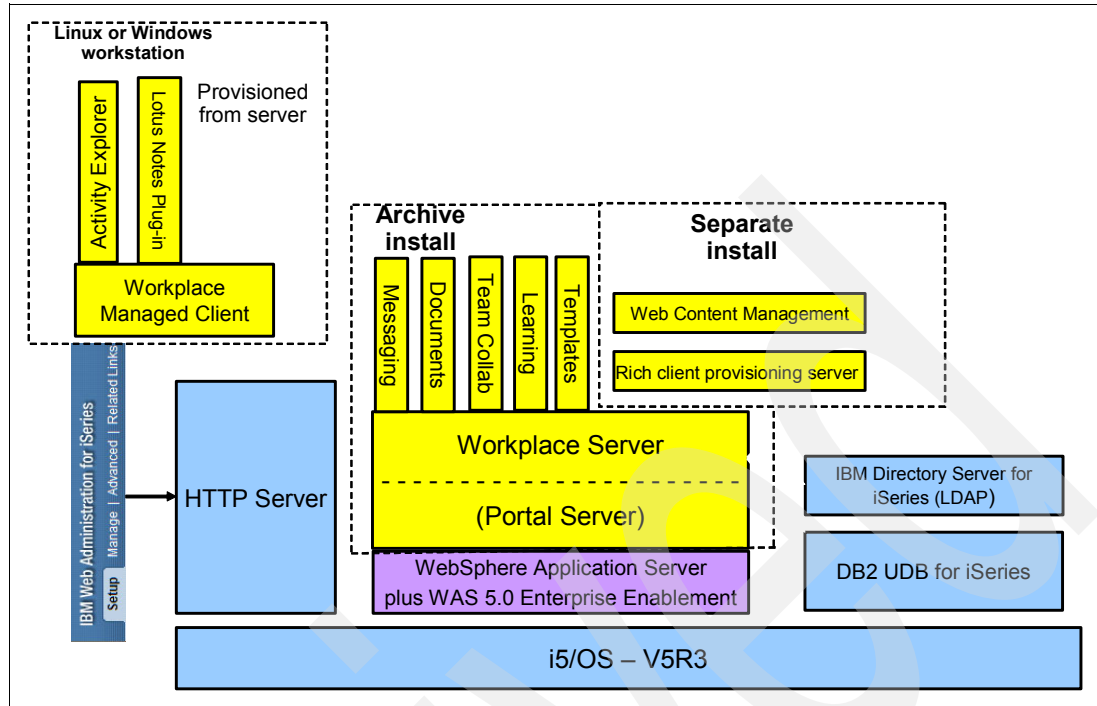 Linux or Windows
workstation
Provisioned
from server
Activity Explorer
Lotus Notes Plug-in
Workplace
Managed Client
Archive
install
Separate
install
Messaging
Documents
Team Collab
Learning
Templates
Web Content Management
Rich client provisioning server
IBM Web Administration for iSeries
Setup Manage | Advanced | Related Links
HTTP Server
Workplace Server
(Portal Server)
WebSphere Application Server
plus WAS 5.0 Enterprise Enablement
IBM Directory Server for
iSeries (LDAP)
DB2 UDB for iSeries
i5/OS – V5R3